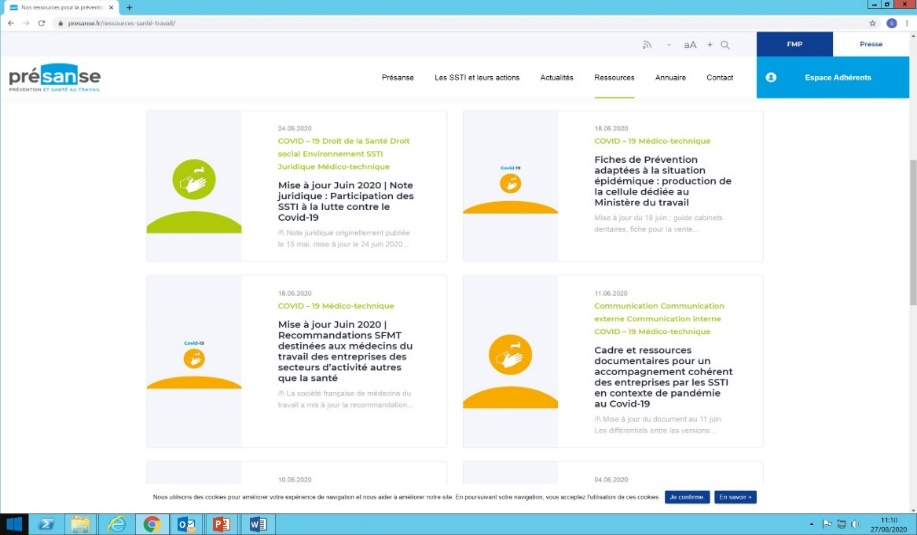 Nos ressources pour la préventio
presanse.fr/ressources-santé-travail/
- aA +
FMP
Presse
présanse
PRÉVENTION ET SANTÉ AU TRAVAIL
Présanse
Les SSTI et leurs actions
Actualités
Ressources
Annuaire
Contact
Espace Adhérents
24.06.2020
COVID – 19 Droit de la Santé Droit
social Environnement SSTI
Juridique Médico-technique
Mise à jour Juin 2020 | Note
juridique : Participation des
SSTI à la lutte contre le
Covid-19
/!\ Note juridique originellement publiée
le 15 mai, mise à jour le 24 juin 2020...
Covid-19
18.06.2020
COVID – 19 Médico-technique
Fiches de Prévention
adaptées à la situation
épidémique : production de
la cellule dédiée au
Ministère du travail
Mise à jour du 18 juin : guide cabinets
dentaires, fiche pour la vente...
Covid-19
16.06.2020
COVID – 19 Médico-technique
Mise à jour Juin 2020 |
Recommandations SFMT
destinées aux médecins du
travail des entreprises des
secteurs d'activité autres
que la santé
/!\ La société française de médecine du
travail a mis à jour la recommandation...
11.06.2020
Communication Communication
externe Communication interne
COVID – 19 Médico-technique
Cadre et ressources
documentaires pour un
accompagnement cohérent
des entreprises par les SSTI
en contexte de pandémie
au Covid-19
/!\ Mise à jour du document au 11 juin
Les différentiels entre les versions...
10.06.2020
04.06.2020
Nous utilisons des cookies pour améliorer votre expérience de navigation et nous aider à améliorer notre site. En poursuivant votre navigation, vous acceptez l'utilisation de ces cookies.
Je confirme
En savoir +
11:10
27/08/2020